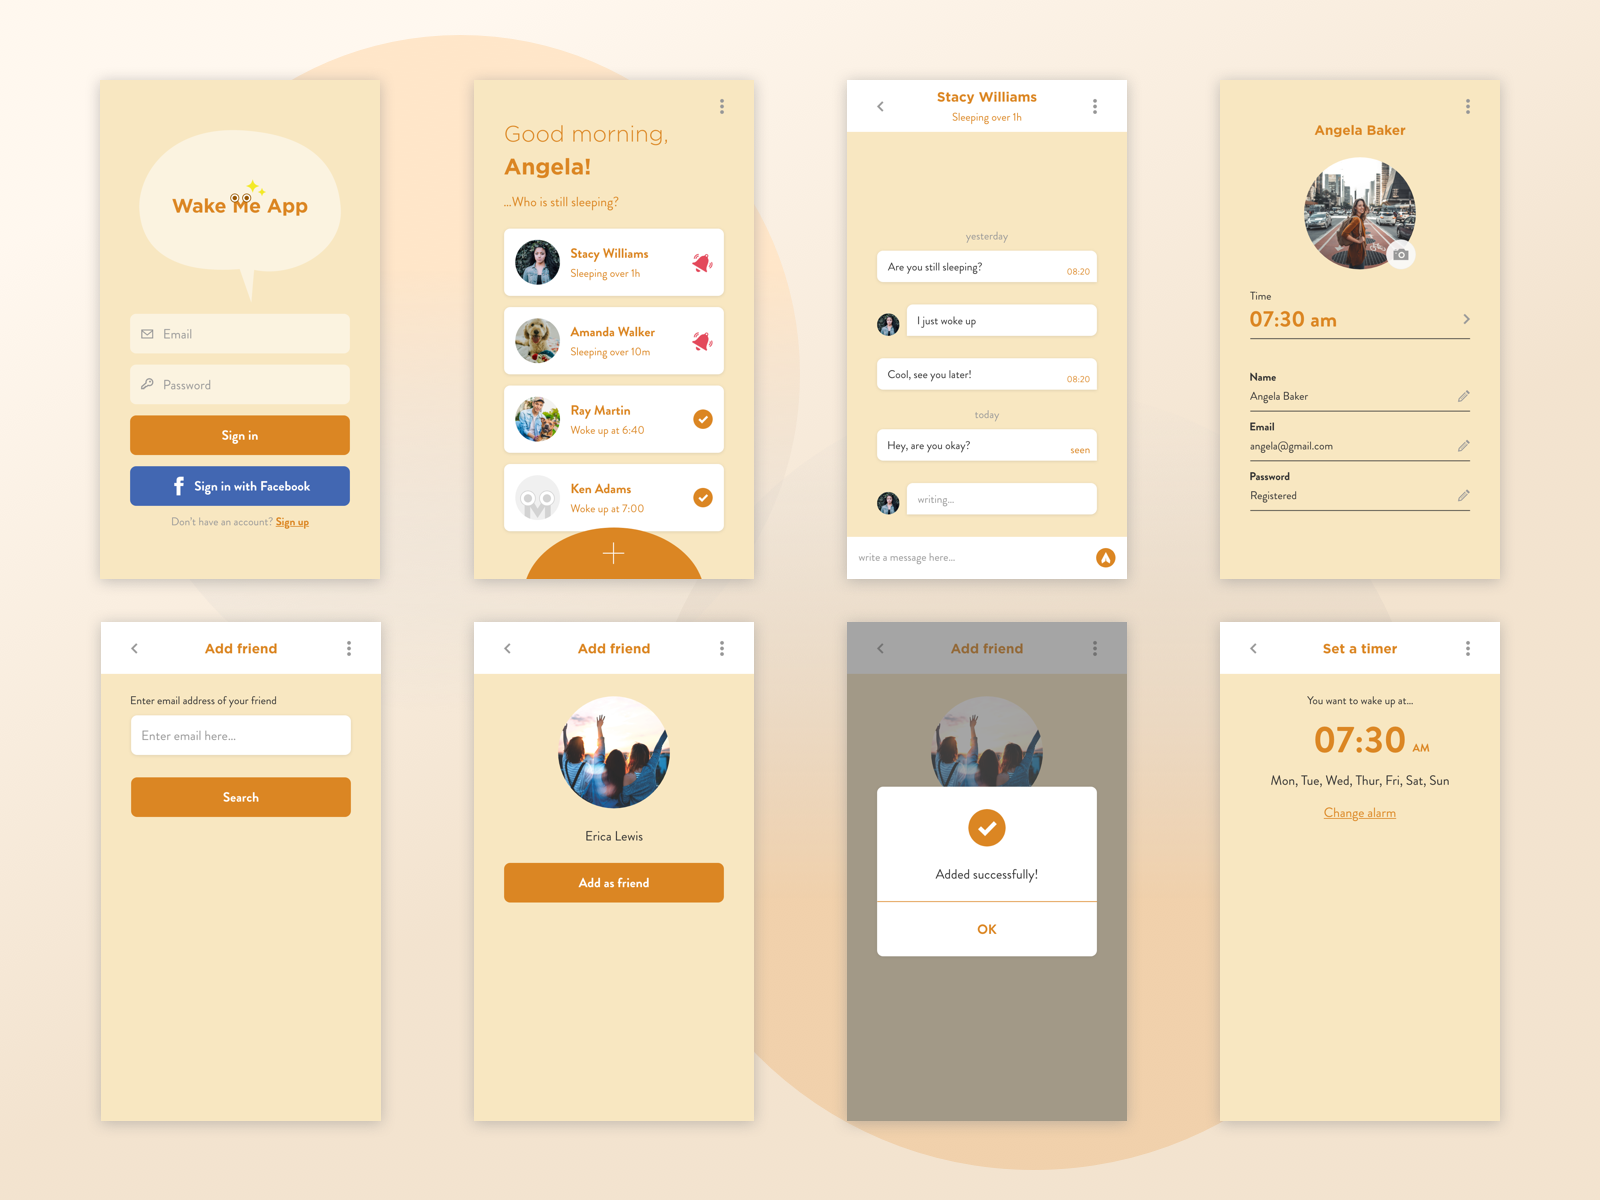 Wake Me App
Email
Password
Sign in
Sign in with Facebook
Don't have an account? Sign up
Good morning,
Angela!
...Who is still sleeping?
Stacy Williams
Sleeping over 1h
Amanda Walker
Sleeping over 10m
Ray Martin
Woke up at 6:40
Ken Adams
Woke up at 7:00
Stacy Williams
Sleeping over 1h
yesterday
Are you still sleeping?
08:20
I just woke up
Cool, see you later!
08:20
today
Hey, are you okay?
seen
writing...
write a message here...
Angela Baker
Time
07:30 am
Name
Angela Baker
Email
angela@gmail.com
Password
Registered
Add friend
Enter email address of your friend
Enter email here...
Search
Add friend
Erica Lewis
Add as friend
Add friend
Added successfully!
OK
Set a timer
You want to wake up at...
07:30 AM
Mon, Tue, Wed, Thur, Fri, Sat, Sun
Change alarm